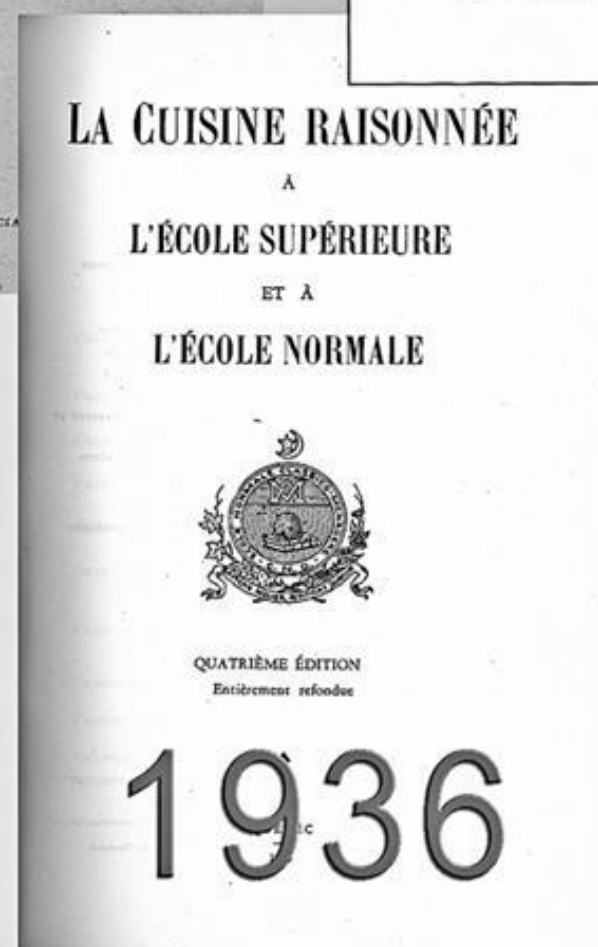 LA CUISINE RAISONNÉE
À
L'ÉCOLE SUPÉRIEURE
ET À
L'ÉCOLE NORMALE
QUATRIÈME ÉDITION
Entièrement refondue
1936